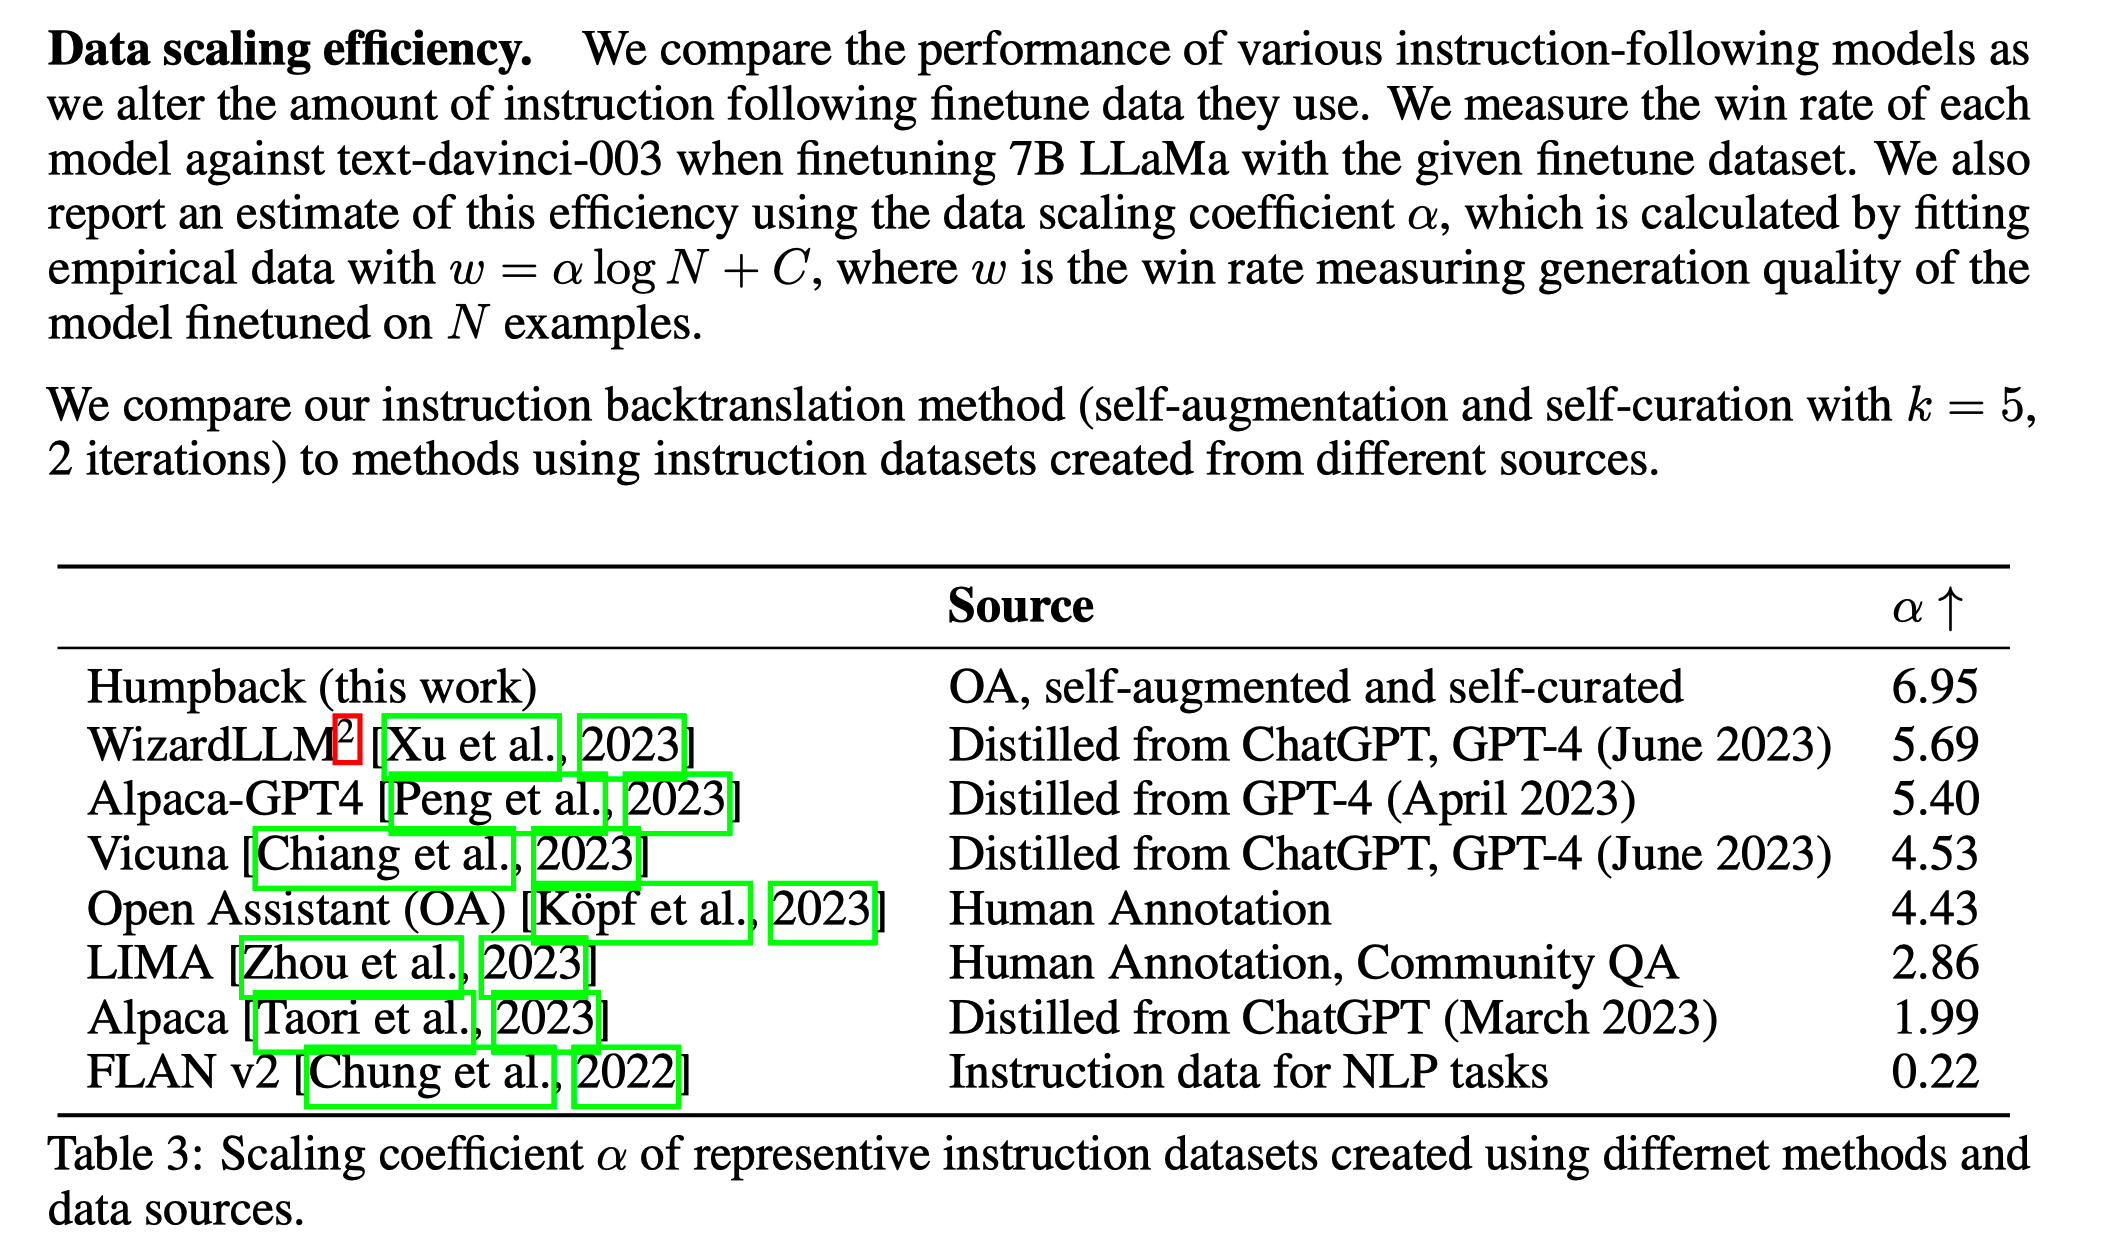 Data scaling efficiency. We compare the performance of various instruction-following models as
we alter the amount of instruction following finetune data they use. We measure the win rate of each
model against text-davinci-003 when finetuning 7B LLaMa with the given finetune dataset. We also
report an estimate of this efficiency using the data scaling coefficient α, which is calculated by fitting
empirical data with w = α log N + C, where w is the win rate measuring generation quality of the
model finetuned on N examples.
We compare our instruction backtranslation method (self-augmentation and self-curation with k = 5,
2 iterations) to methods using instruction datasets created from different sources.
Source α ↑
Humpback (this work) OA, self-augmented and self-curated 6.95
WizardLLM² [Xu et al., 2023] Distilled from ChatGPT, GPT-4 (June 2023) 5.69
Alpaca-GPT4 [Peng et al., 2023] Distilled from GPT-4 (April 2023) 5.40
Vicuna [Chiang et al., 2023] Distilled from ChatGPT, GPT-4 (June 2023) 4.53
Open Assistant (OA) [Köpf et al., 2023] Human Annotation 4.43
LIMA [Zhou et al., 2023] Human Annotation, Community QA 2.86
Alpaca [Taori et al., 2023] Distilled from ChatGPT (March 2023) 1.99
FLAN v2 [Chung et al., 2022] Instruction data for NLP tasks 0.22
Table 3: Scaling coefficient α of representive instruction datasets created using differnet methods and
data sources.